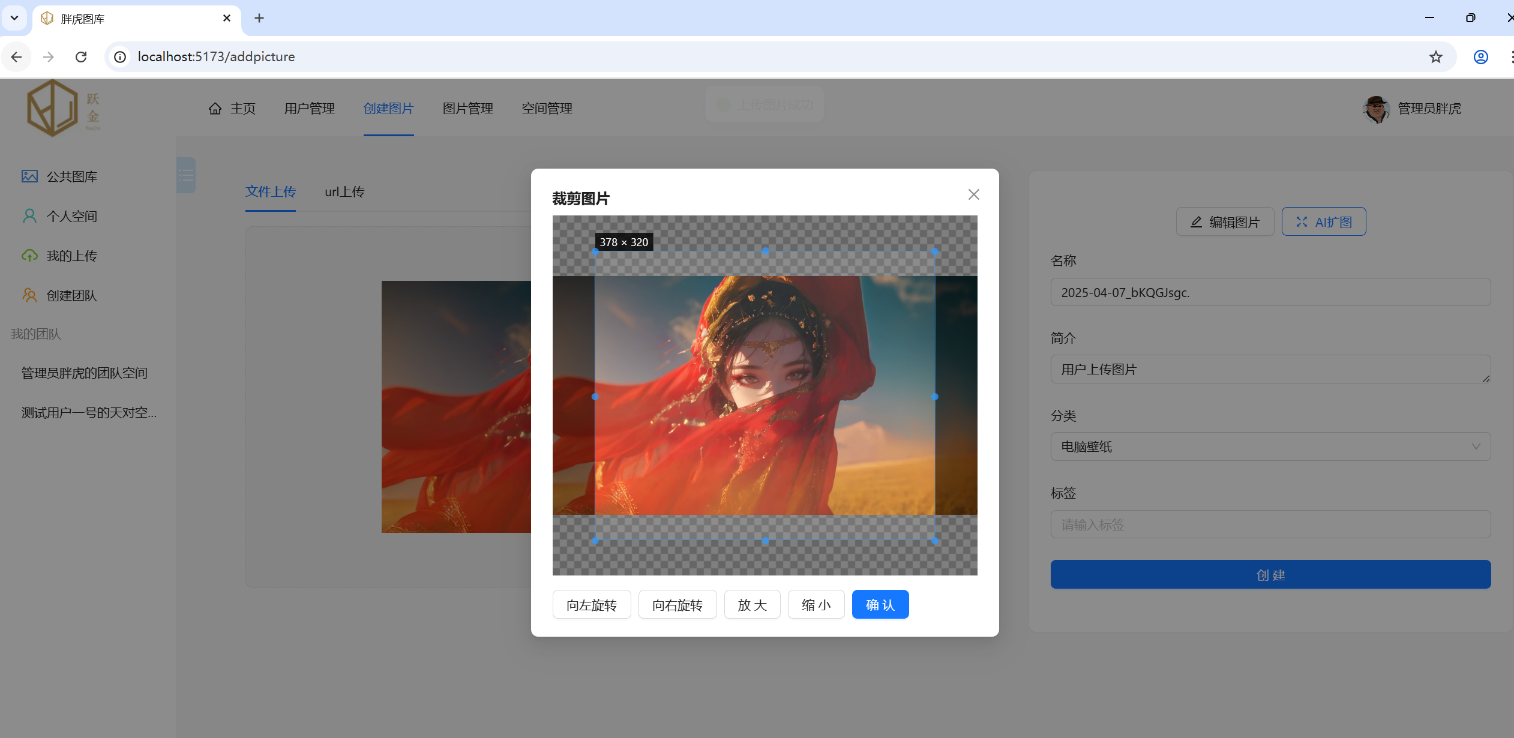 胖虎图库
localhost:5173/addpicture
跃金
主页
用户管理
创建图片
图片管理
空间管理
上传图片成功
管理员胖虎
公共图库
个人空间
我的上传
创建团队
我的团队
管理员胖虎的团队空间
测试用户一号的天对空...
文件上传
url上传
裁剪图片
378 × 320
向左旋转
向右旋转
放大
缩小
确认
编辑图片
AI扩图
名称
2025-04-07_bKQGJsgc.
简介
用户上传图片
分类
电脑壁纸
标签
请输入标签
创建